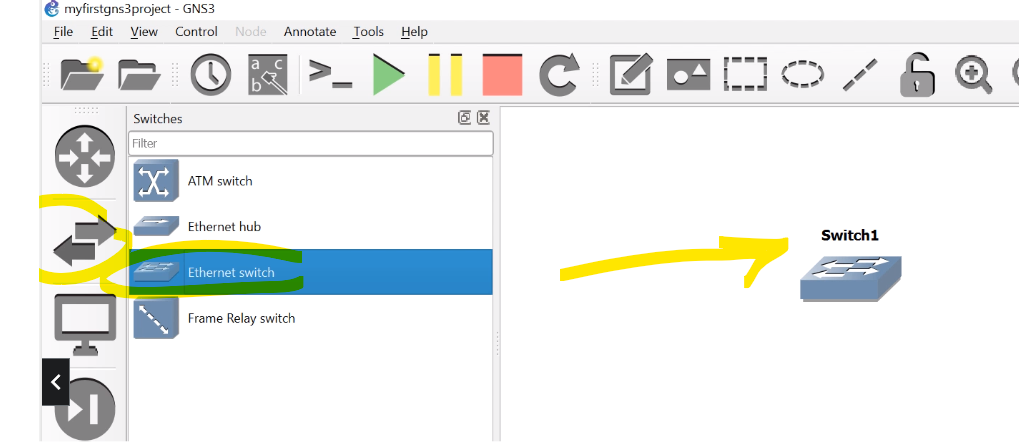 myfirstgns3project - GNS3
File Edit View Control Node Annotate Tools Help
a c
b
>_
Switches
Filter
ATM switch
Ethernet hub
Ethernet switch
Frame Relay switch
Switch1